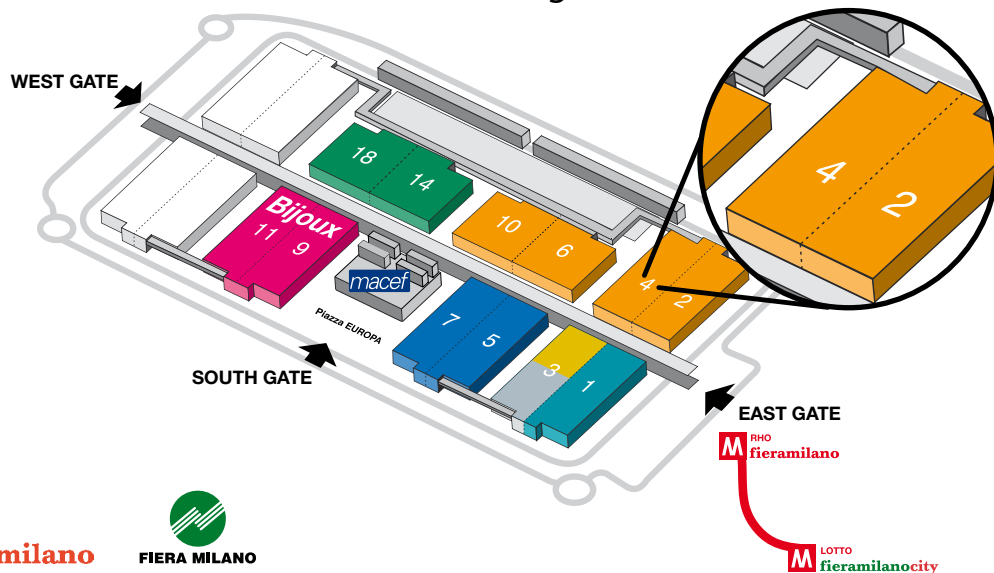 WEST GATE
18
14
Bijoux
11
9
10
6
4
2
4
2
macef
Piazza EUROPA
7
5
3
1
SOUTH GATE
EAST GATE
M RHO
fieramilano
milano
FIERA MILANO
M LOTTO
fieramilanocity